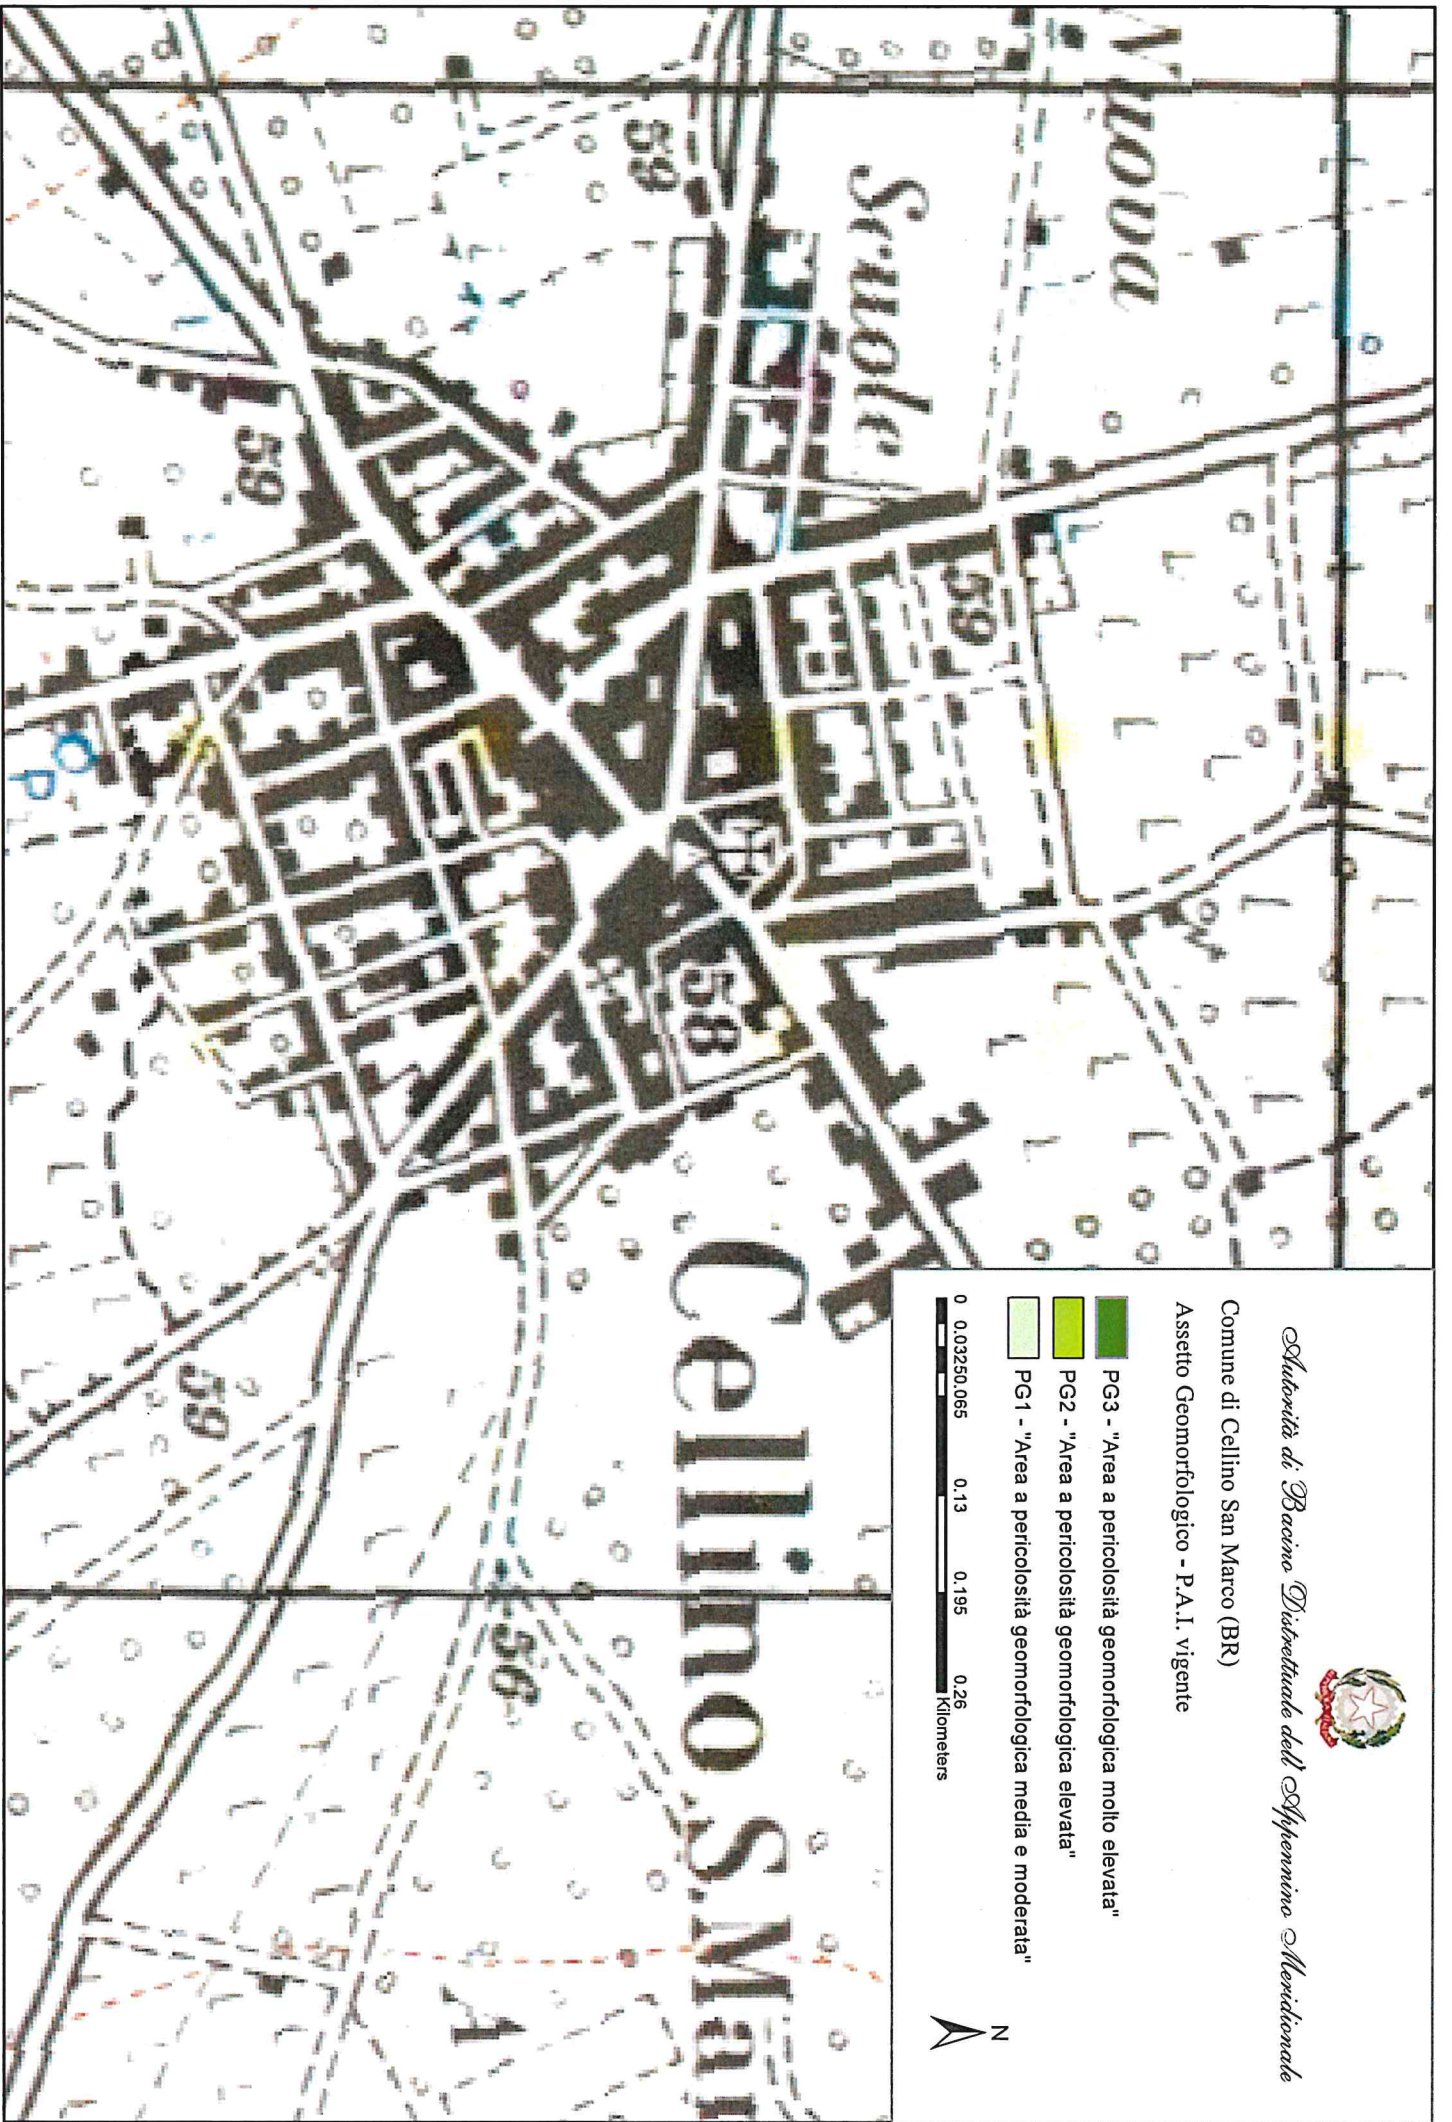 Autorità di Bacino Distrettuale dell'Appennino Meridionale
Comune di Cellino San Marco (BR)
Assetto Geomorfologico - P.A.I. vigente
PG3 - "Area a pericolosità geomorfologica molto elevata"
PG2 - "Area a pericolosità geomorfologica elevata"
PG1 - "Area a pericolosità geomorfologica media e moderata"
0 0.03250.065 0.13 0.195 0.26
Kilometers
N
Nuova
Scuole
59
59
59
58
Cellino S.Mar
59
56
A